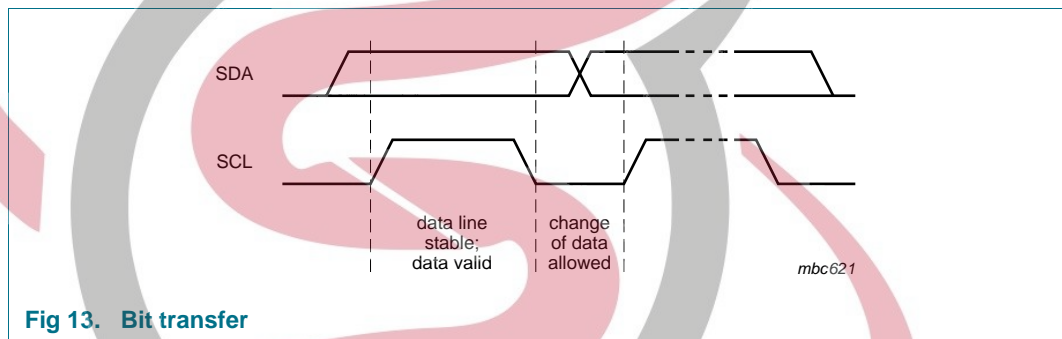 SDA
SCL
data line
stable;
data valid
change
of data
allowed
mbc621
Fig 13. Bit transfer